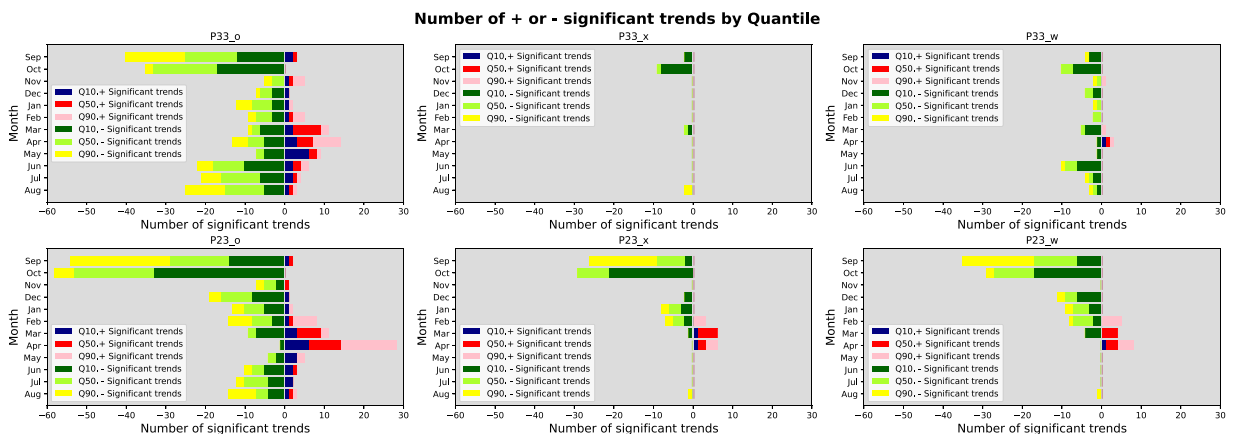 Number of + or - significant trends by Quantile
P33_o
Month
Sep
Oct
Nov
Dec
Jan
Feb
Mar
Apr
May
Jun
Jul
Aug
Q10,+ Significant trends
Q50,+ Significant trends
Q90,+ Significant trends
Q10, - Significant trends
Q50, - Significant trends
Q90, - Significant trends
−60 −50 −40 −30 −20 −10 0 10 20 30
Number of significant trends
P33_x
Month
Sep
Oct
Nov
Dec
Jan
Feb
Mar
Apr
May
Jun
Jul
Aug
Q10,+ Significant trends
Q50,+ Significant trends
Q90,+ Significant trends
Q10, - Significant trends
Q50, - Significant trends
Q90, - Significant trends
−60 −50 −40 −30 −20 −10 0 10 20 30
Number of significant trends
P33_w
Month
Sep
Oct
Nov
Dec
Jan
Feb
Mar
Apr
May
Jun
Jul
Aug
Q10,+ Significant trends
Q50,+ Significant trends
Q90,+ Significant trends
Q10, - Significant trends
Q50, - Significant trends
Q90, - Significant trends
−60 −50 −40 −30 −20 −10 0 10 20 30
Number of significant trends
P23_o
Month
Sep
Oct
Nov
Dec
Jan
Feb
Mar
Apr
May
Jun
Jul
Aug
Q10,+ Significant trends
Q50,+ Significant trends
Q90,+ Significant trends
Q10, - Significant trends
Q50, - Significant trends
Q90, - Significant trends
−60 −50 −40 −30 −20 −10 0 10 20 30
Number of significant trends
P23_x
Month
Sep
Oct
Nov
Dec
Jan
Feb
Mar
Apr
May
Jun
Jul
Aug
Q10,+ Significant trends
Q50,+ Significant trends
Q90,+ Significant trends
Q10, - Significant trends
Q50, - Significant trends
Q90, - Significant trends
−60 −50 −40 −30 −20 −10 0 10 20 30
Number of significant trends
P23_w
Month
Sep
Oct
Nov
Dec
Jan
Feb
Mar
Apr
May
Jun
Jul
Aug
Q10,+ Significant trends
Q50,+ Significant trends
Q90,+ Significant trends
Q10, - Significant trends
Q50, - Significant trends
Q90, - Significant trends
−60 −50 −40 −30 −20 −10 0 10 20 30
Number of significant trends